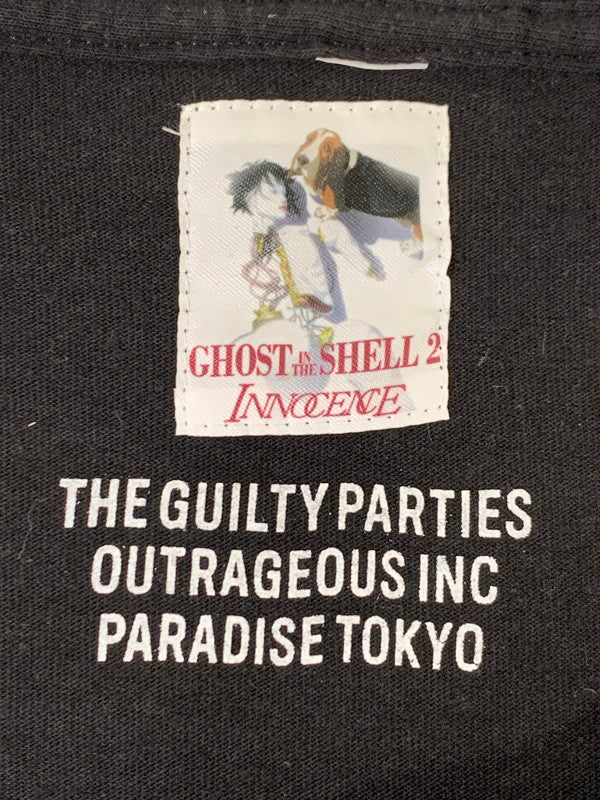 GHOST IN THE SHELL 2
INNOCENCE
THE GUILTY PARTIES
OUTRAGEOUS INC
PARADISE TOKYO